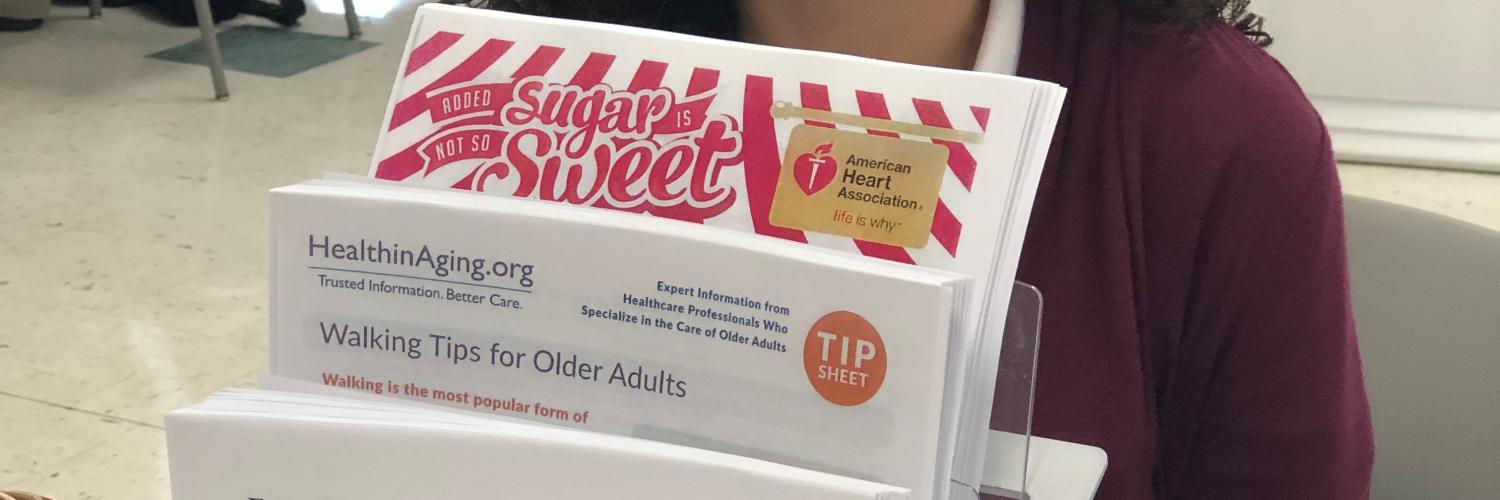 ADDED Sugar IS
NOT SO Sweet
American
Heart
Association®
life is why™
HealthinAging.org
Trusted Information. Better Care.
Expert Information from
Healthcare Professionals Who
Specialize in the Care of Older Adults
TIP
SHEET
Walking Tips for Older Adults
Walking is the most popular form of